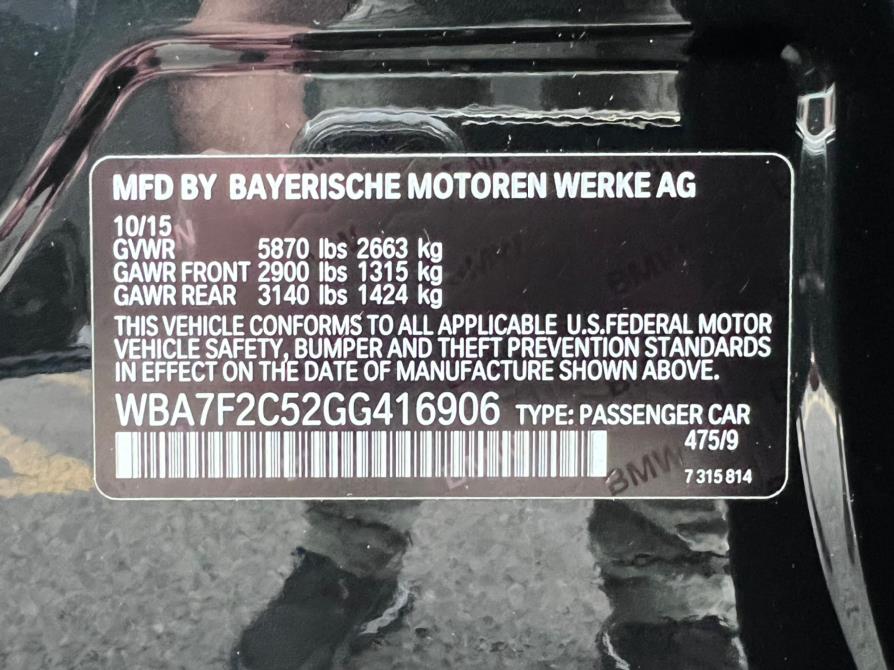 MFD BY BAYERISCHE MOTOREN WERKE AG
10/15
GVWR 5870 lbs 2663 kg
GAWR FRONT 2900 lbs 1315 kg
GAWR REAR 3140 lbs 1424 kg
THIS VEHICLE CONFORMS TO ALL APPLICABLE U.S.FEDERAL MOTOR
VEHICLE SAFETY, BUMPER AND THEFT PREVENTION STANDARDS
IN EFFECT ON THE DATE OF MANUFACTURE SHOWN ABOVE.
WBA7F2C52GG416906 TYPE: PASSENGER CAR
475/9
BMW
7 315 814